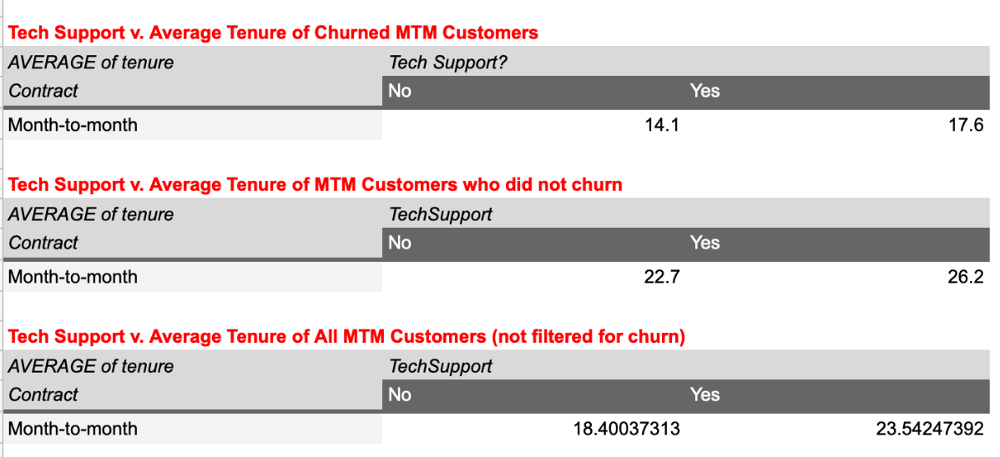 Tech Support v. Average Tenure of Churned MTM Customers
AVERAGE of tenure Tech Support?
Contract No Yes
Month-to-month 14.1 17.6
Tech Support v. Average Tenure of MTM Customers who did not churn
AVERAGE of tenure TechSupport
Contract No Yes
Month-to-month 22.7 26.2
Tech Support v. Average Tenure of All MTM Customers (not filtered for churn)
AVERAGE of tenure TechSupport
Contract No Yes
Month-to-month 18.40037313 23.54247392